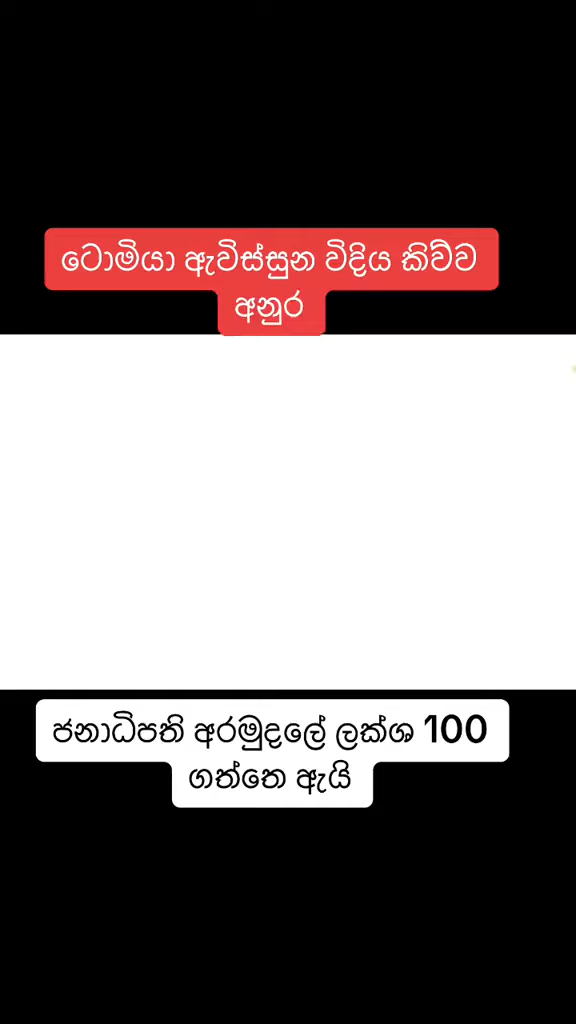 ටොමියා ඇවිස්සුන විදිය කිව්ව
අනුර
ජනාධිපති අරමුදලේ ලක්ශ 100
ගත්තෙ ඇයි